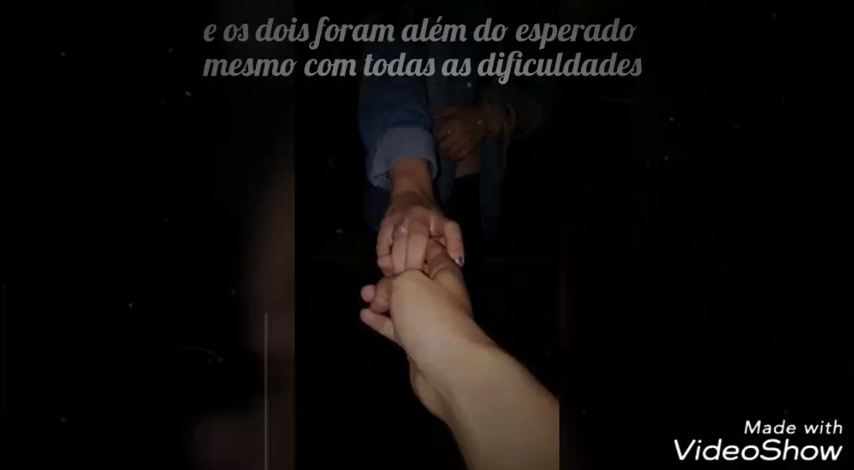 e os dois foram além do esperado
mesmo com todas as dificuldades
Made with
VideoShow